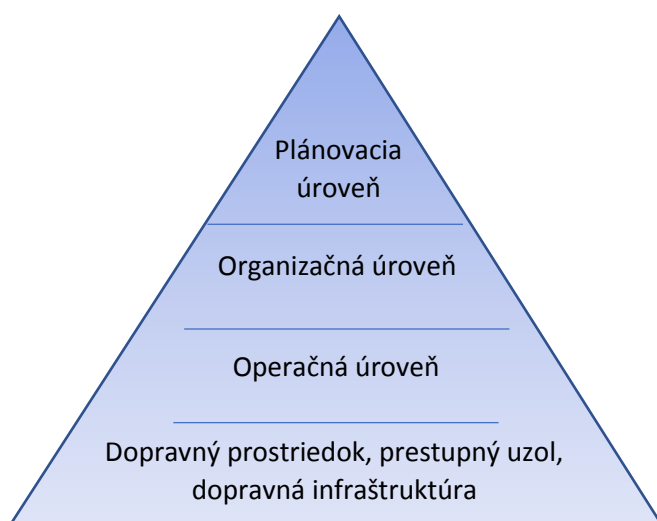 Plánovacia
úroveň
Organizačná úroveň
Operačná úroveň
Dopravný prostriedok, prestupný uzol,
dopravná infraštruktúra